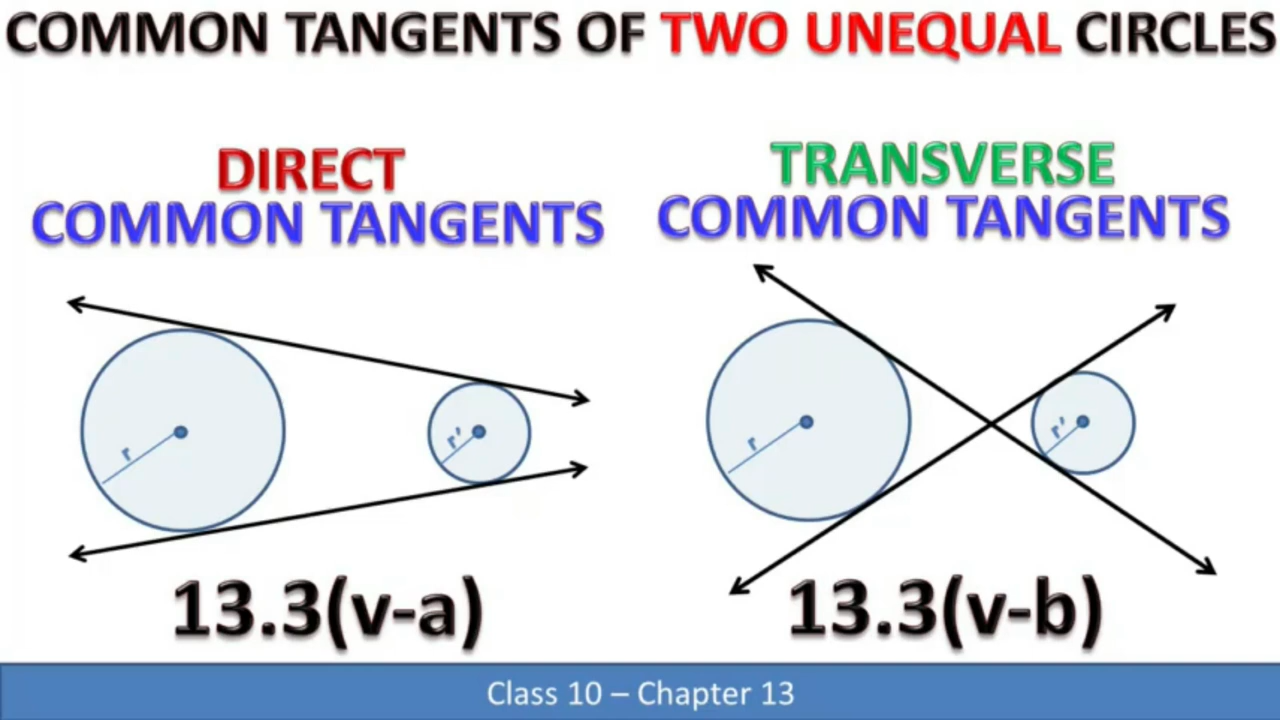 COMMON TANGENTS OF TWO UNEQUAL CIRCLES
DIRECT
COMMON TANGENTS
r
r'
13.3(v-a)
TRANSVERSE
COMMON TANGENTS
r
r'
13.3(v-b)
Class 10 – Chapter 13